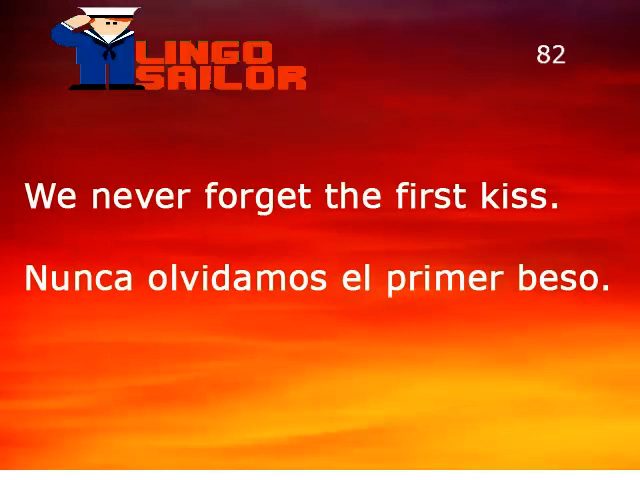 LINGO
SAILOR
82
We never forget the first kiss.
Nunca olvidamos el primer beso.